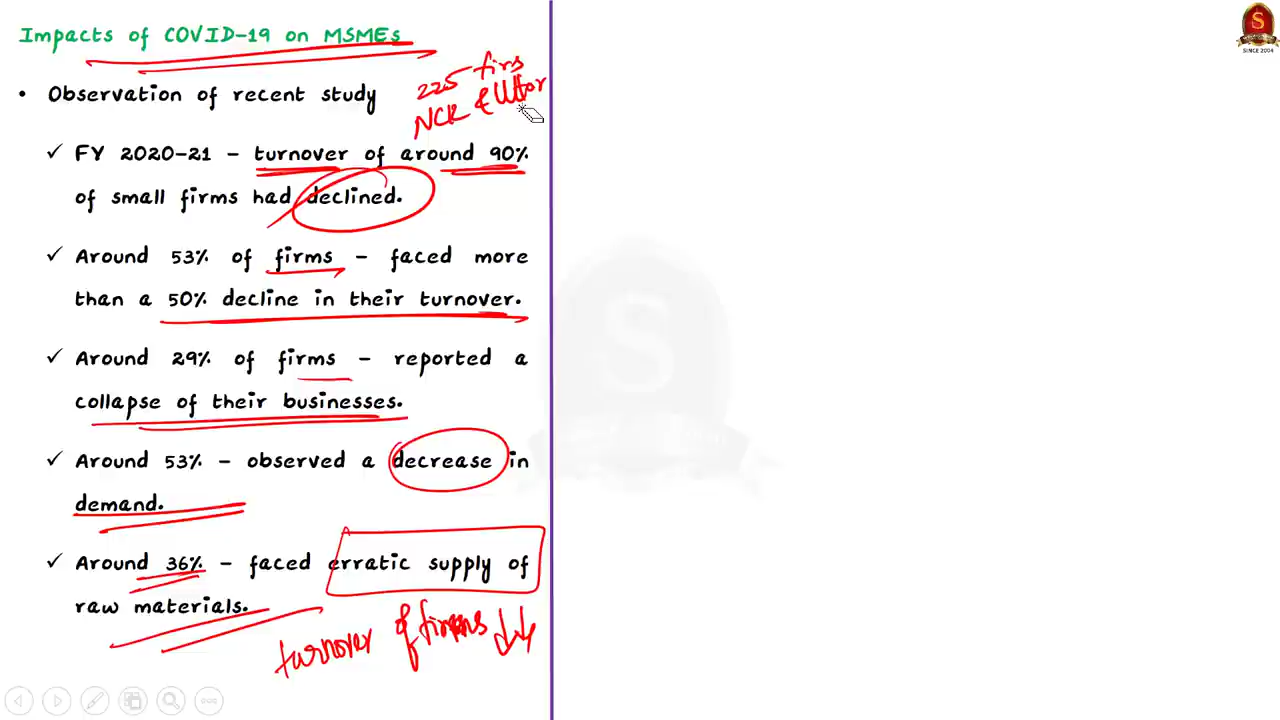 Impacts of COVID-19 on MSMEs
225 firs
NCR & Uttar
• Observation of recent study
✓ FY 2020-21 – turnover of around 90%
of small firms had declined.
✓ Around 53% of firms – faced more
than a 50% decline in their turnover.
✓ Around 29% of firms – reported a
collapse of their businesses.
✓ Around 53% – observed a decrease in
demand.
✓ Around 36% – faced erratic supply of
raw materials.
turnover of firms ↓↓
S
SINCE 2004
S